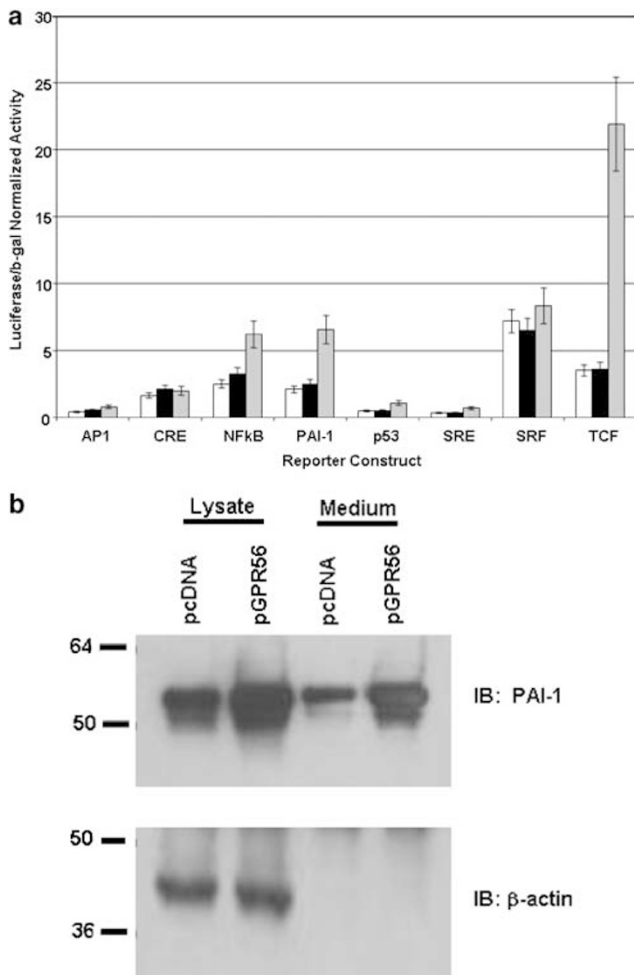 a
Luciferase/b-gal Normalized Activity
30
25
20
15
10
5
0
AP1 CRE NFkB PAI-1 p53 SRE SRF TCF
Reporter Construct
b
Lysate Medium
pcDNA pGPR56 pcDNA pGPR56
64
50
IB: PAI-1
50
36
IB: β-actin